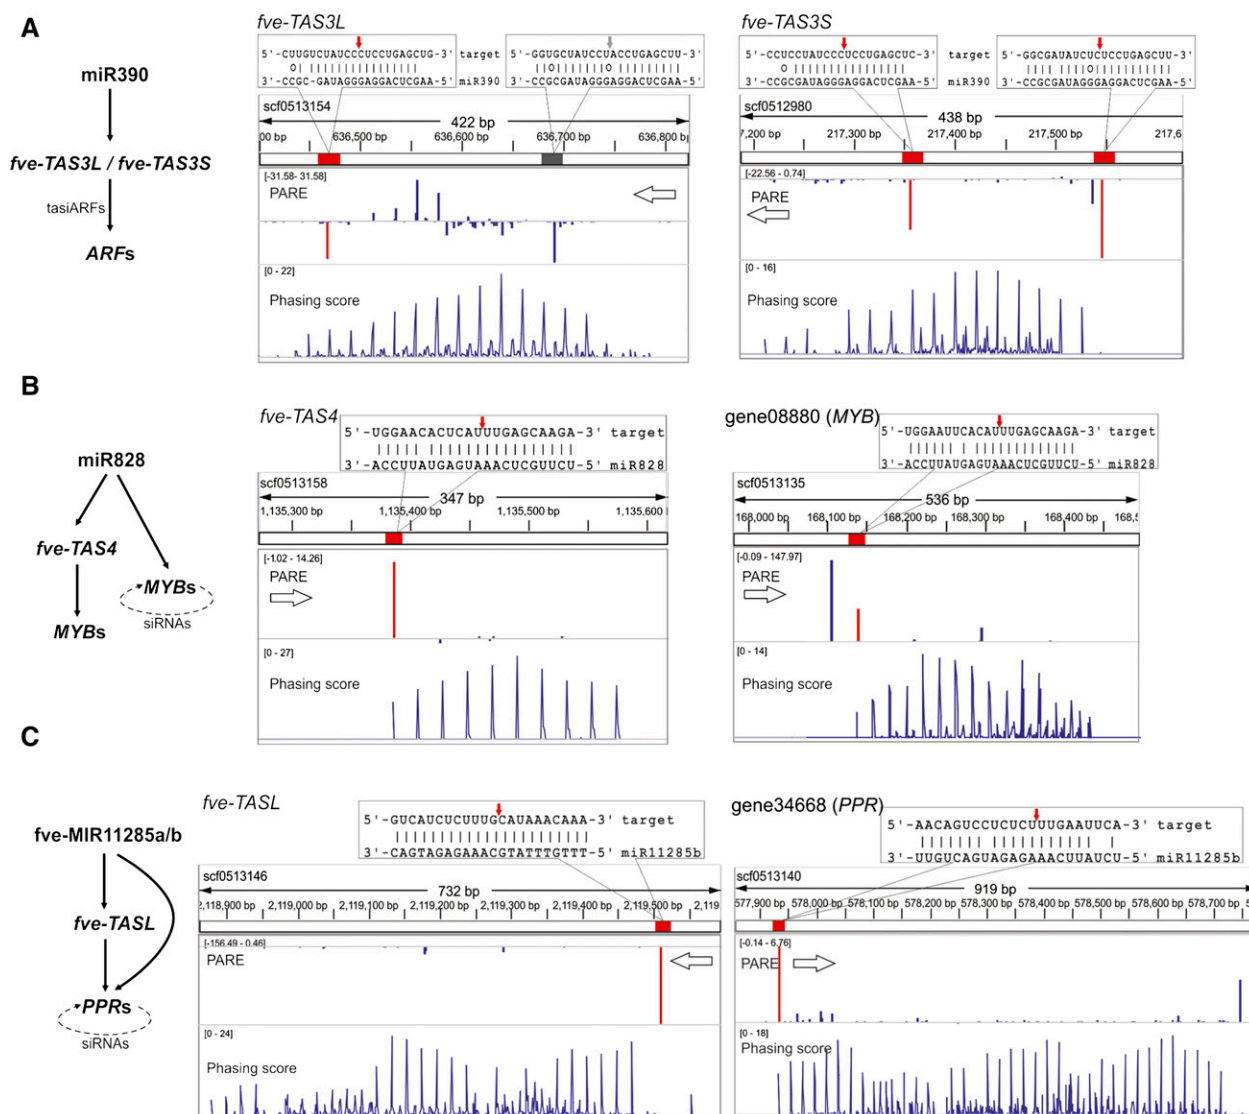 A
miR390
fve-TAS3L / fve-TAS3S
tasiARFs
ARFs
fve-TAS3L
5'-CUUGUCUAUCCCUCCUGAGCUG-3' target
3'-CCGC-GAUAGGGAGGACUCGAA-5' miR390
5'-GGUGCUAUCCUACCUGAGCUU-3'
3'-CCGCGAUAGGGAGGACUCGAA-5'
scf0513154
422 bp
00 bp 636,500 bp 636,600 bp 636,700 bp 636,800 bp
[-31.58- 31.58]
PARE
[0 - 22]
Phasing score
fve-TAS3S
5'-CCUCCUAUCCCUCCUGAGCUC-3' target
3'-CCGCGAUAGGGAGGACUCGAA-5' miR390
5'-GGCGAUAUCUCUCCUGAGCUU-3'
3'-CCGCGAUAGGGAGGACUCGAA-5'
scf0512980
438 bp
7,200 bp 217,300 bp 217,400 bp 217,500 bp 217,6
[-22.56 - 0.74]
PARE
[0 - 16]
Phasing score
B
miR828
fve-TAS4
MYBs
siRNAs
MYBs
fve-TAS4
5'-UGGAACACUCAUUUGAGCAAGA-3' target
3'-ACCUUAUGAGUAAACUCGUUCU-5' miR828
scf0513158
347 bp
1,135,300 bp 1,135,400 bp 1,135,500 bp 1,135,600 l
[-1.02 - 14.26]
PARE
[0 - 27]
Phasing score
gene08880 (MYB)
5'-UGGAAUUCACAUUUGAGCAAGA-3' target
3'-ACCUUAUGAGUAAACUCGUUCU-5' miR828
scf0513135
536 bp
168,000 bp 168,100 bp 168,200 bp 168,300 bp 168,400 bp 168,5
[-0.09 - 147.97]
PARE
[0 - 14]
Phasing score
C
fve-MIR11285a/b
fve-TASL
PPRs
siRNAs
fve-TASL
5'-GUCAUCUCUUUGCAUAAACAAA-3' target
3'-CAGUAGAGAAACGUAUUUGUUU-5' miR11285b
scf0513146
732 bp
2,118,900 bp 2,119,000 bp 2,119,100 bp 2,119,200 bp 2,119,300 bp 2,119,400 bp 2,119,500 bp 2,119
[-156.49 - 0.46]
PARE
[0 - 24]
Phasing score
gene34668 (PPR)
5'-AACAGUCCUCUCUUUGAAUUCA-3' target
3'-UUGUCAGUAGAGAAACUUAUCU-5' miR11285b
scf0513140
919 bp
577,900 bp 578,000 bp 578,100 bp 578,200 bp 578,300 bp 578,400 bp 578,500 bp 578,600 bp 578,700 bp
[-0.14 - 6.76]
PARE
[0 - 18]
Phasing score